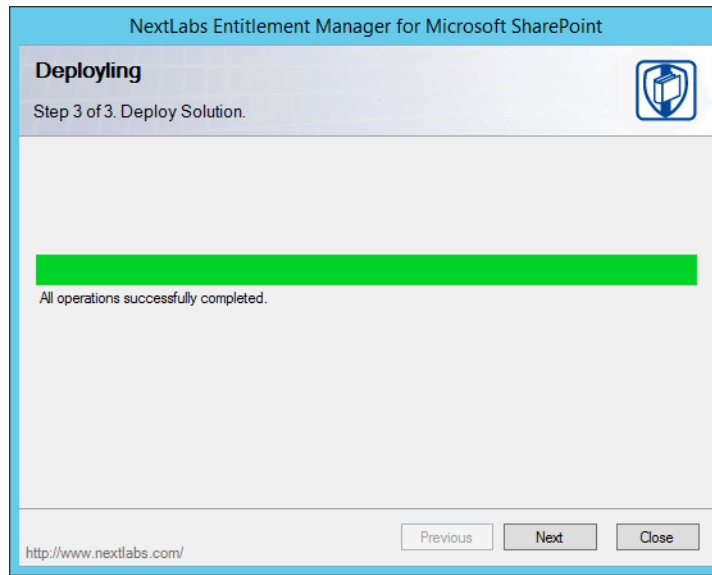 NextLabs Entitlement Manager for Microsoft SharePoint
Deployling
Step 3 of 3. Deploy Solution.
All operations successfully completed.
Previous Next Close
http://www.nextlabs.com/